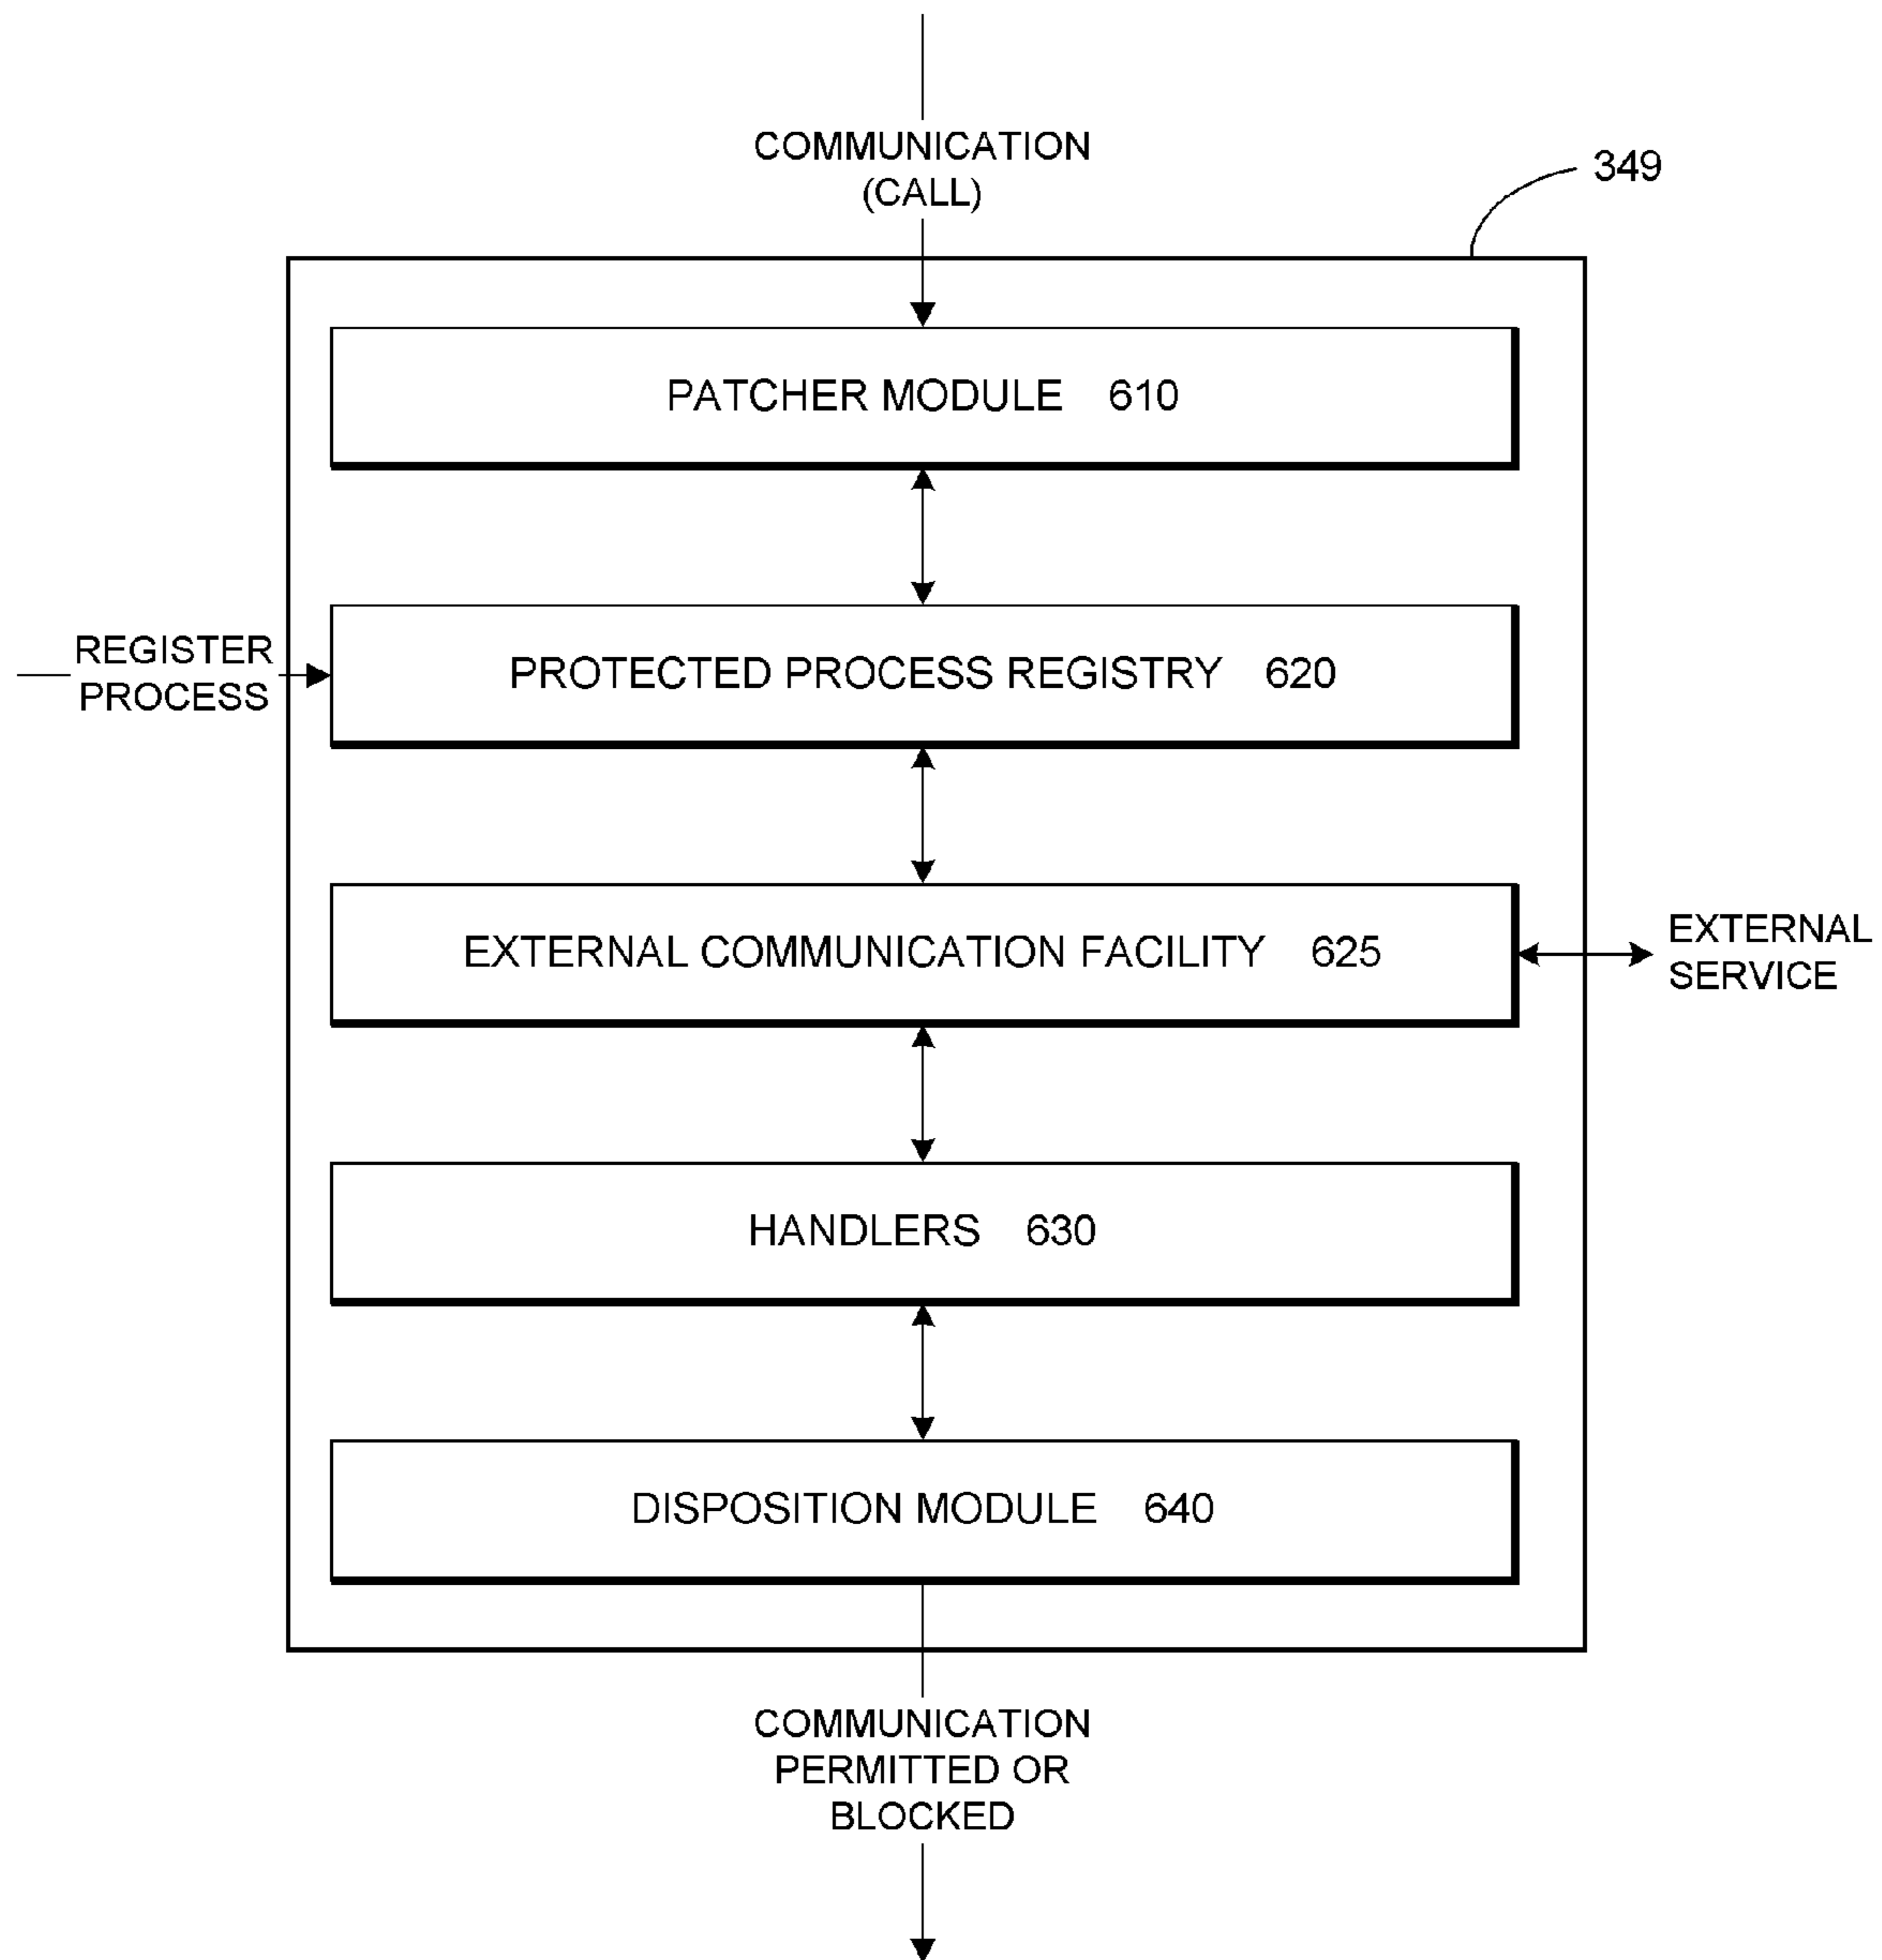 COMMUNICATION
(CALL)
349
PATCHER MODULE 610
REGISTER
PROCESS
PROTECTED PROCESS REGISTRY 620
EXTERNAL COMMUNICATION FACILITY 625
EXTERNAL
SERVICE
HANDLERS 630
DISPOSITION MODULE 640
COMMUNICATION
PERMITTED OR
BLOCKED